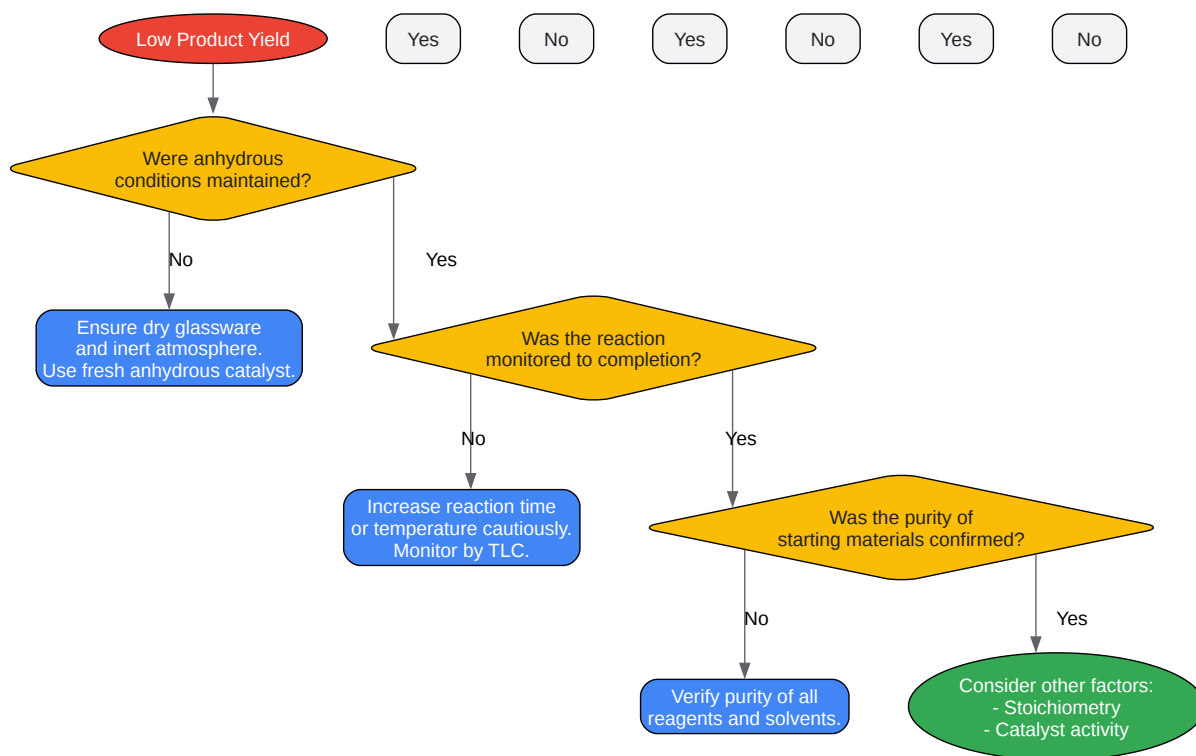 Low Product Yield
Yes
No
Yes
No
Yes
No
Were anhydrous
conditions maintained?
No
Yes
Ensure dry glassware
and inert atmosphere.
Use fresh anhydrous catalyst.
Was the reaction
monitored to completion?
No
Yes
Increase reaction time
or temperature cautiously.
Monitor by TLC.
Was the purity of
starting materials confirmed?
No
Yes
Verify purity of all
reagents and solvents.
Consider other factors:
- Stoichiometry
- Catalyst activity